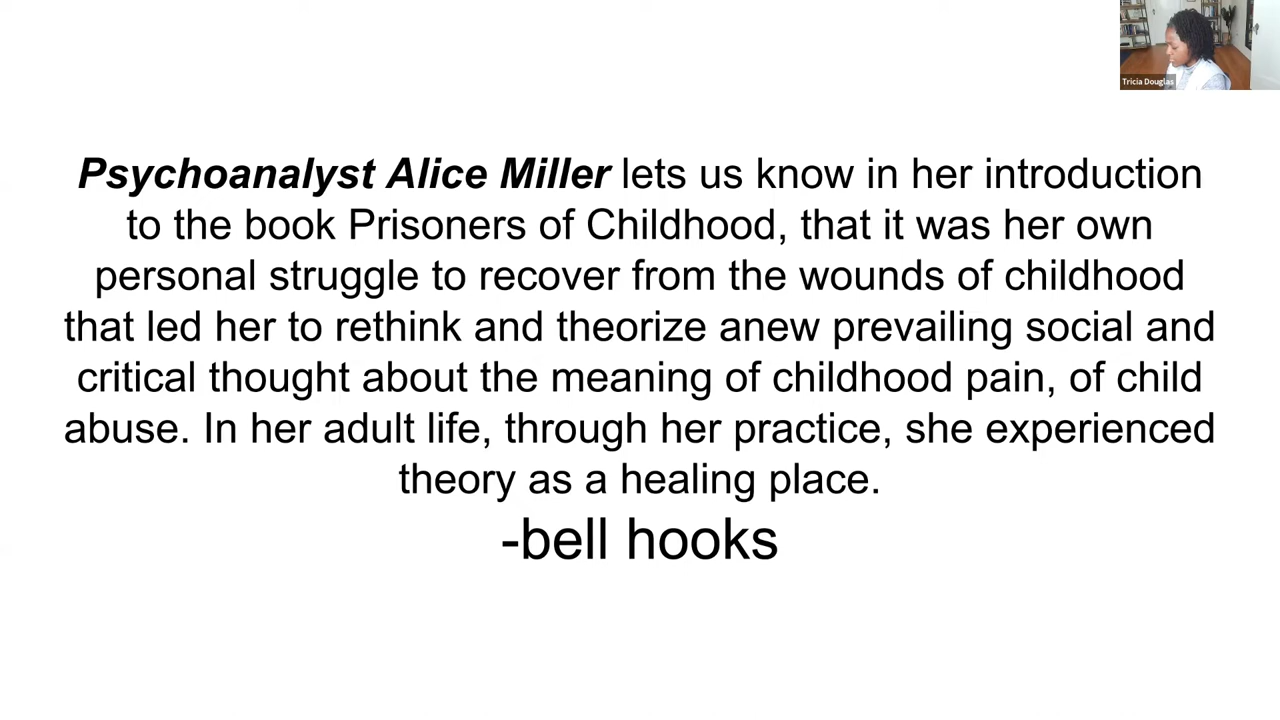 Tricia Douglas
Psychoanalyst Alice Miller lets us know in her introduction
to the book Prisoners of Childhood, that it was her own
personal struggle to recover from the wounds of childhood
that led her to rethink and theorize anew prevailing social and
critical thought about the meaning of childhood pain, of child
abuse. In her adult life, through her practice, she experienced
theory as a healing place.
-bell hooks